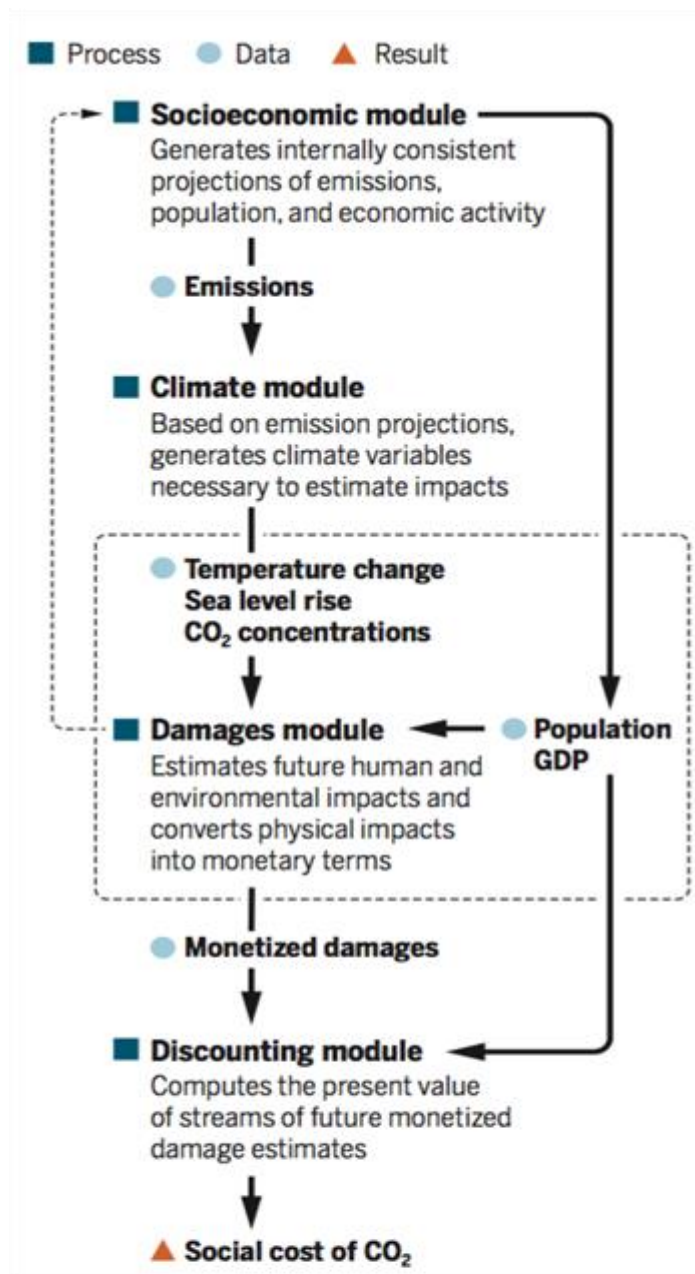 Process Data Result
Socioeconomic module
Generates internally consistent
projections of emissions,
population, and economic activity
Emissions
Climate module
Based on emission projections,
generates climate variables
necessary to estimate impacts
Temperature change
Sea level rise
CO₂ concentrations
Damages module
Estimates future human and
environmental impacts and
converts physical impacts
into monetary terms
Population
GDP
Monetized damages
Discounting module
Computes the present value
of streams of future monetized
damage estimates
Social cost of CO₂